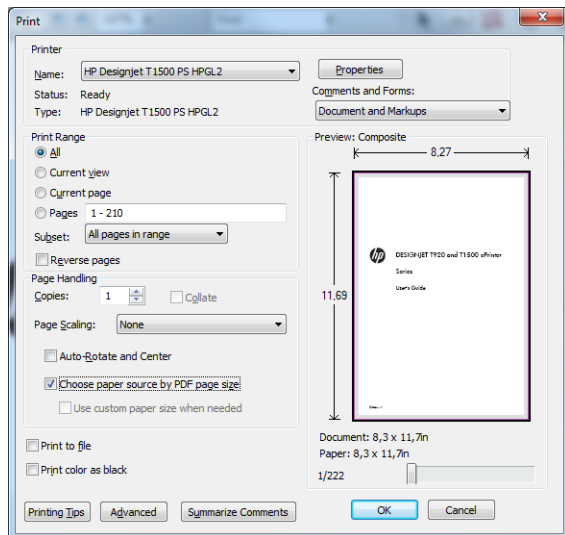 Print
Printer
Name: HP Designjet T1500 PS HPGL2
Properties
Status: Ready
Comments and Forms:
Type: HP Designjet T1500 PS HPGL2
Document and Markups
Print Range
All
Current view
Current page
Pages 1 - 210
Subset: All pages in range
Reverse pages
Page Handling
Copies: 1 Collate
Page Scaling: None
Auto-Rotate and Center
Choose paper source by PDF page size
Use custom paper size when needed
Print to file
Print color as black
Preview: Composite
8,27
11,69
hp
DESIGNJET T920 and T1500 ePrinter
Series
User's Guide
Document: 8,3 x 11,7in
Paper: 8,3 x 11,7in
1/222
Printing Tips Advanced Summarize Comments OK Cancel